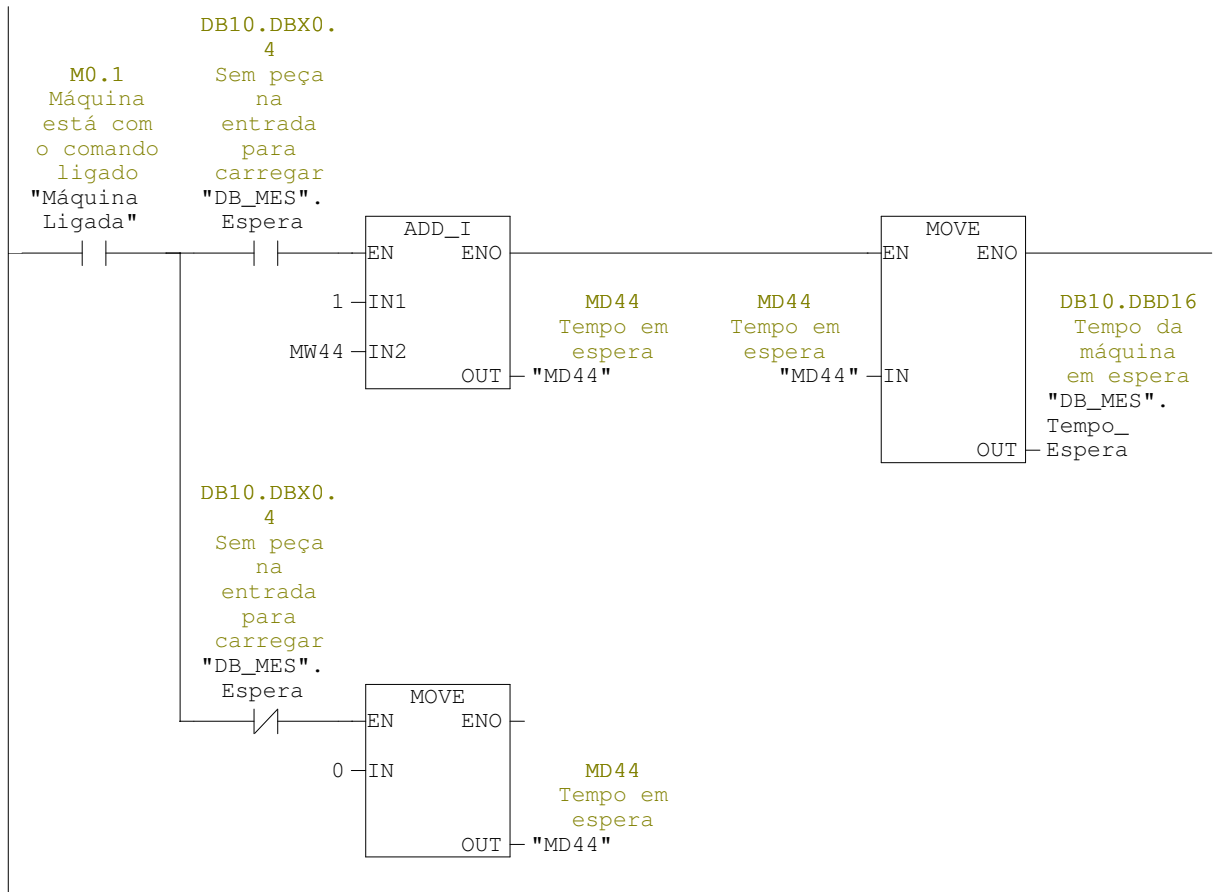 DB10.DBX0.
4
Sem peça
na
entrada
para
carregar
"DB_MES".
Espera
M0.1
Máquina
está com
o comando
ligado
"Máquina
Ligada"
ADD_I
EN ENO
1 IN1
MW44 IN2
OUT
MD44
Tempo em
espera
"MD44"
MOVE
EN ENO
MD44
Tempo em
espera
"MD44" IN
OUT
DB10.DBD16
Tempo da
máquina
em espera
"DB_MES".
Tempo_
Espera
DB10.DBX0.
4
Sem peça
na
entrada
para
carregar
"DB_MES".
Espera
MOVE
EN ENO
0 IN
OUT
MD44
Tempo em
espera
"MD44"